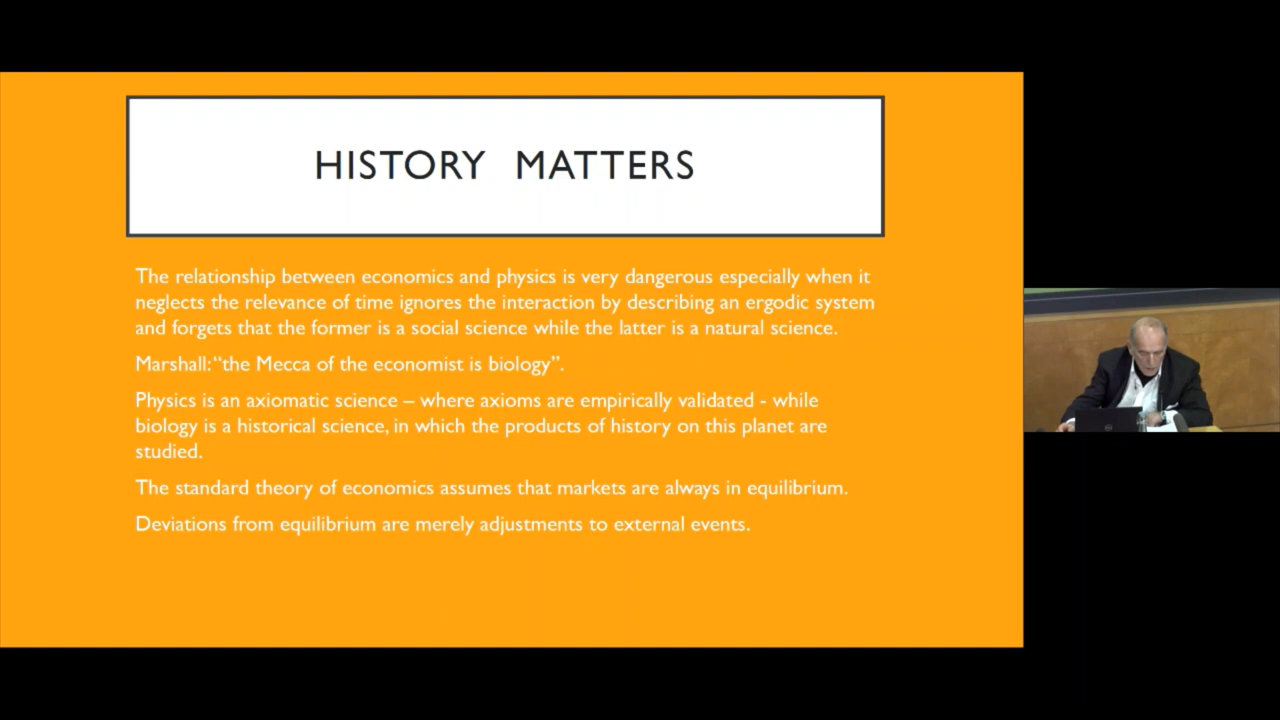 HISTORY MATTERS
The relationship between economics and physics is very dangerous especially when it
neglects the relevance of time ignores the interaction by describing an ergodic system
and forgets that the former is a social science while the latter is a natural science.
Marshall: “the Mecca of the economist is biology”.
Physics is an axiomatic science – where axioms are empirically validated - while
biology is a historical science, in which the products of history on this planet are
studied.
The standard theory of economics assumes that markets are always in equilibrium.
Deviations from equilibrium are merely adjustments to external events.